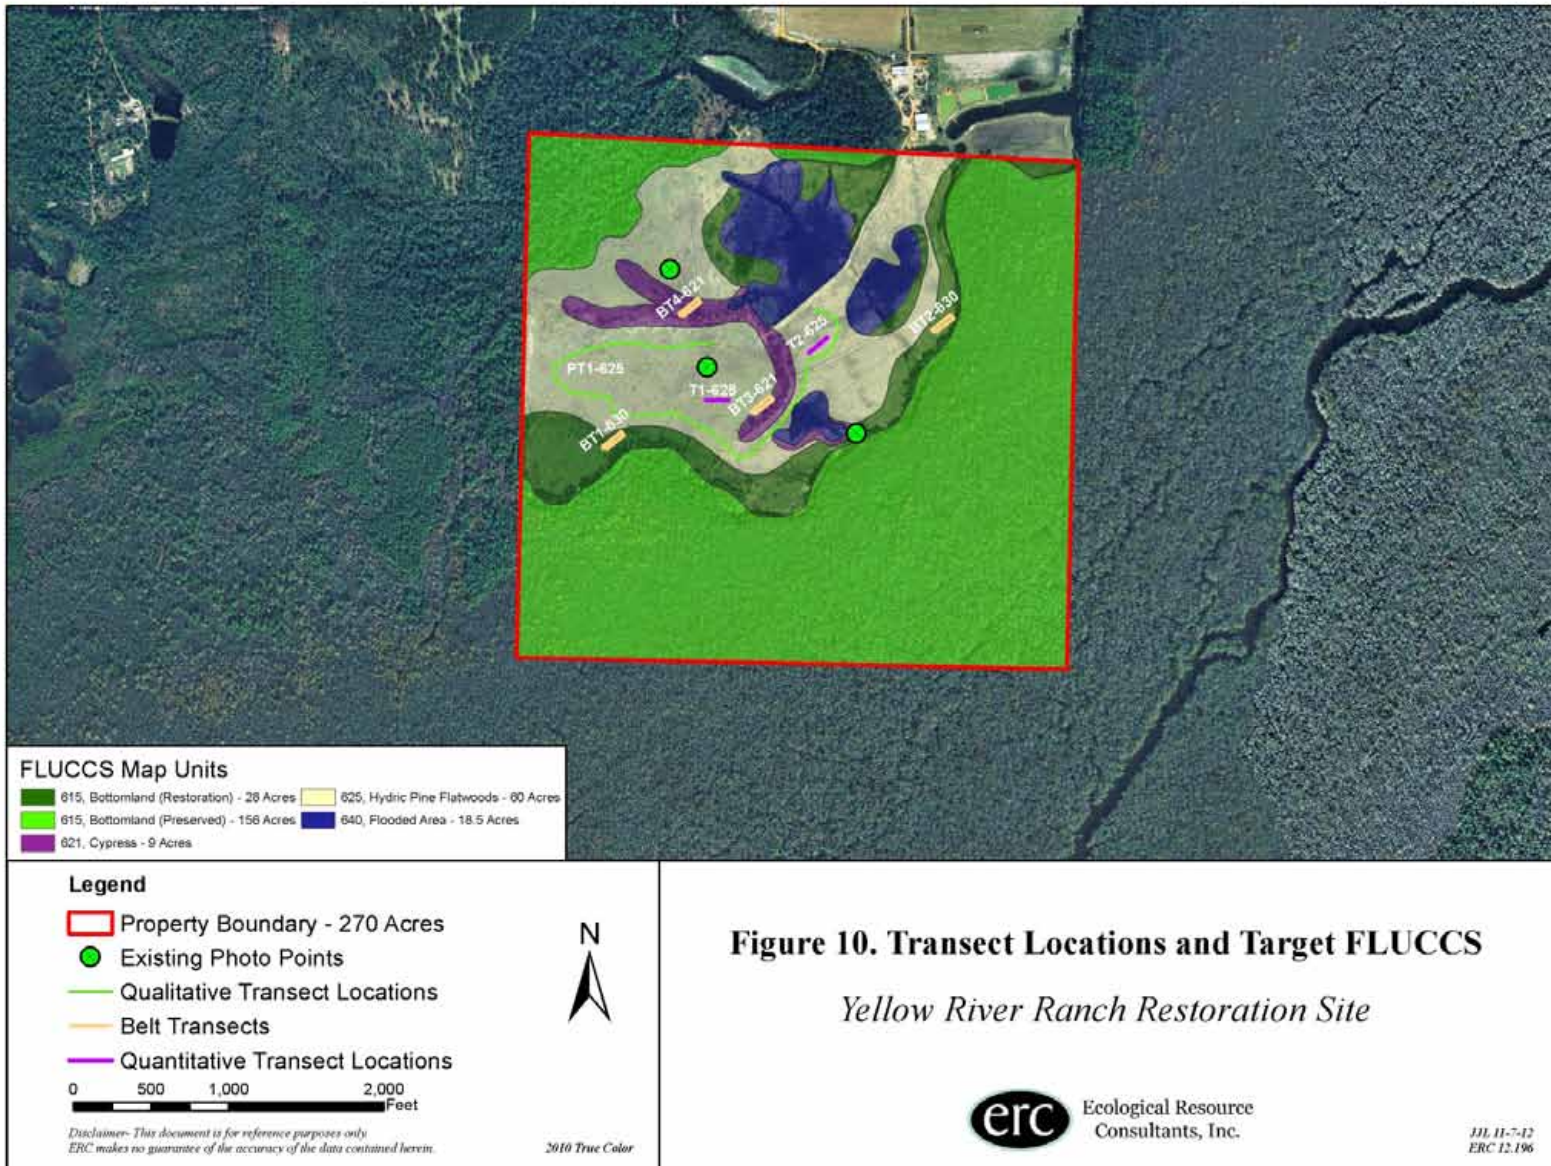 BT4-621
BT2-630
T2-625
PT1-625
T1-628
BT3-621
BT1-630
FLUCCS Map Units
615, Bottomland (Restoration) - 28 Acres
625, Hydric Pine Flatwoods - 60 Acres
615, Bottomland (Preserved) - 156 Acres
640, Flooded Area - 18.5 Acres
621, Cypress - 9 Acres
Legend
Property Boundary - 270 Acres
Existing Photo Points
Qualitative Transect Locations
Belt Transects
Quantitative Transect Locations
0 500 1,000 2,000
Feet
N
Disclaimer- This document is for reference purposes only
ERC makes no guarantee of the accuracy of the data contained herein.
2010 True Color
Figure 10. Transect Locations and Target FLUCCS
Yellow River Ranch Restoration Site
erc
Ecological Resource
Consultants, Inc.
JJL 11-7-12
ERC 12.196